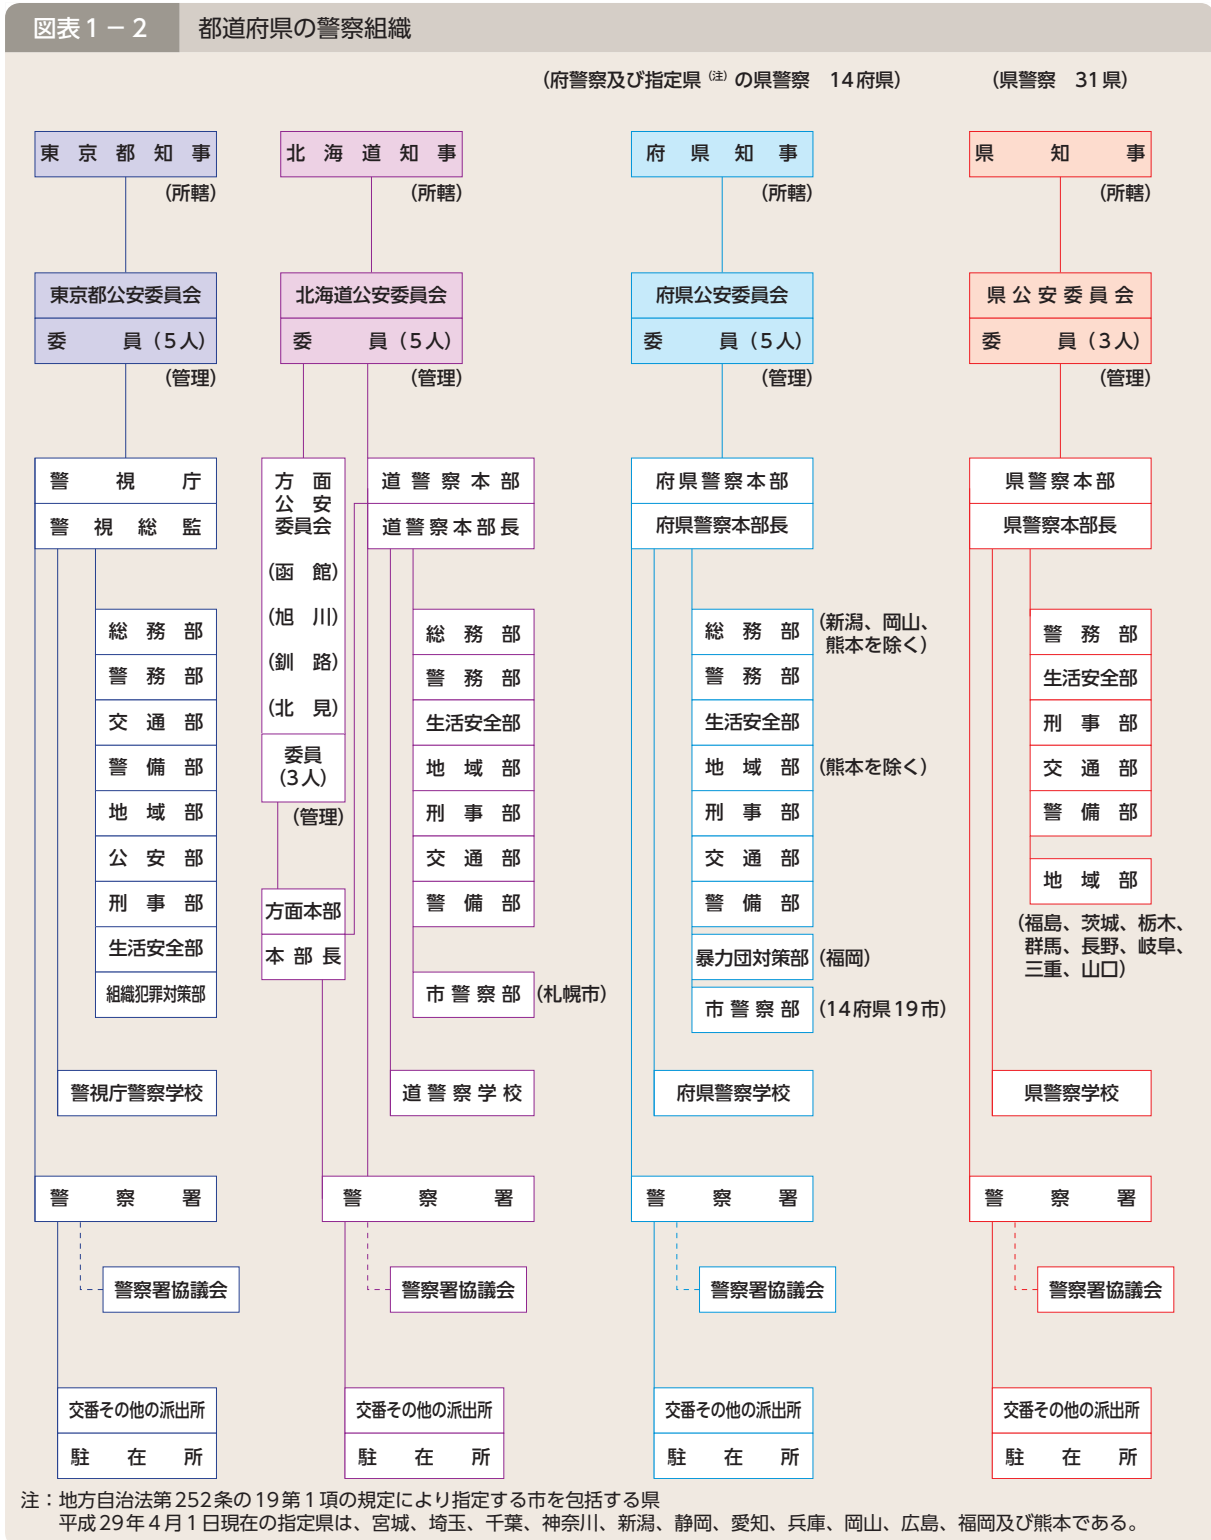 図表1－2　都道府県の警察組織
（府警察及び指定県（注）の県警察　14府県）
（県警察　31県）
東京都知事
（所轄）
東京都公安委員会
委員（5人）
（管理）
警視庁
警視総監
総務部
警務部
交通部
警備部
地域部
公安部
刑事部
生活安全部
組織犯罪対策部
警視庁警察学校
警察署
警察署協議会
交番その他の派出所
駐在所
北海道知事
（所轄）
北海道公安委員会
委員（5人）
（管理）
方面
公安
委員会
（函館）
（旭川）
（釧路）
（北見）
委員
（3人）
（管理）
方面本部
本部長
道警察本部
道警察本部長
総務部
警務部
生活安全部
地域部
刑事部
交通部
警備部
市警察部（札幌市）
道警察学校
警察署
警察署協議会
交番その他の派出所
駐在所
府県知事
（所轄）
府県公安委員会
委員（5人）
（管理）
府県警察本部
府県警察本部長
総務部（新潟、岡山、
熊本を除く）
警務部
生活安全部
地域部（熊本を除く）
刑事部
交通部
警備部
暴力団対策部（福岡）
市警察部（14府県19市）
府県警察学校
警察署
警察署協議会
交番その他の派出所
駐在所
県知事
（所轄）
県公安委員会
委員（3人）
（管理）
県警察本部
県警察本部長
警務部
生活安全部
刑事部
交通部
警備部
地域部
（福島、茨城、栃木、
群馬、長野、岐阜、
三重、山口）
県警察学校
警察署
警察署協議会
交番その他の派出所
駐在所
注：地方自治法第252条の19第1項の規定により指定する市を包括する県
平成29年4月1日現在の指定県は、宮城、埼玉、千葉、神奈川、新潟、静岡、愛知、兵庫、岡山、広島、福岡及び熊本である。